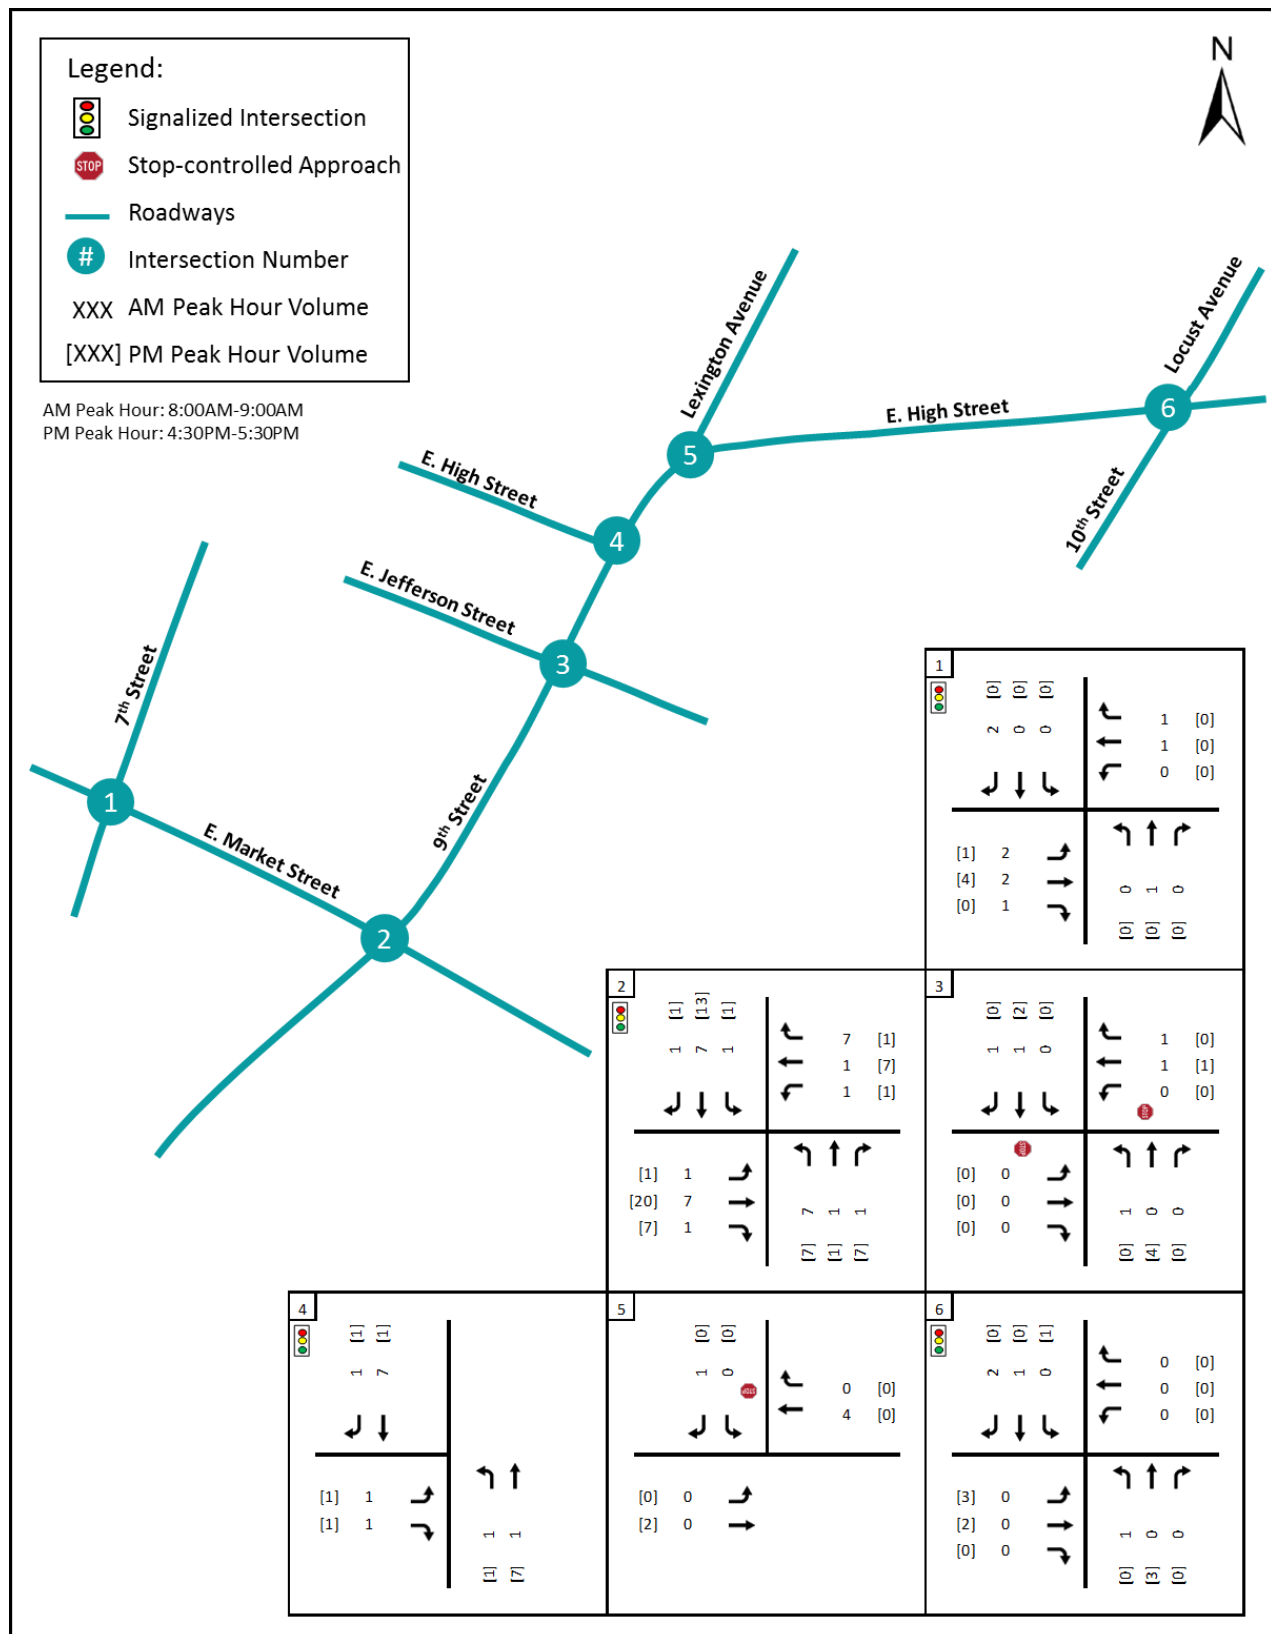 N
Legend:
Signalized Intersection
STOP Stop-controlled Approach
Roadways
# Intersection Number
XXX AM Peak Hour Volume
[XXX] PM Peak Hour Volume
AM Peak Hour: 8:00AM-9:00AM
PM Peak Hour: 4:30PM-5:30PM
Lexington Avenue
Locust Avenue
E. High Street
6
5
E. High Street
4
10th Street
E. Jefferson Street
3
7th Street
1
E. Market Street
9th Street
2
1
[0] [0] [0]
2 0 0
1 [0]
1 [0]
0 [0]
[1] 2
[4] 2
[0] 1
0 1 0
[0] [0] [0]
2
[1] [13] [1]
1 7 1
7 [1]
1 [7]
1 [1]
[1] 1
[20] 7
[7] 1
7 1 1
[7] [1] [7]
3
[0] [2] [0]
1 1 0
1 [0]
1 [1]
0 [0]
STOP
STOP
[0] 0
[0] 0
[0] 0
1 0 0
[0] [4] [0]
4
[1] [1]
1 7
[1] 1
[1] 1
1 1
[1] [7]
5
[0] [0]
1 0
STOP
0 [0]
4 [0]
[0] 0
[2] 0
6
[0] [0] [1]
2 1 0
0 [0]
0 [0]
0 [0]
[3] 0
[2] 0
[0] 0
1 0 0
[0] [3] [0]